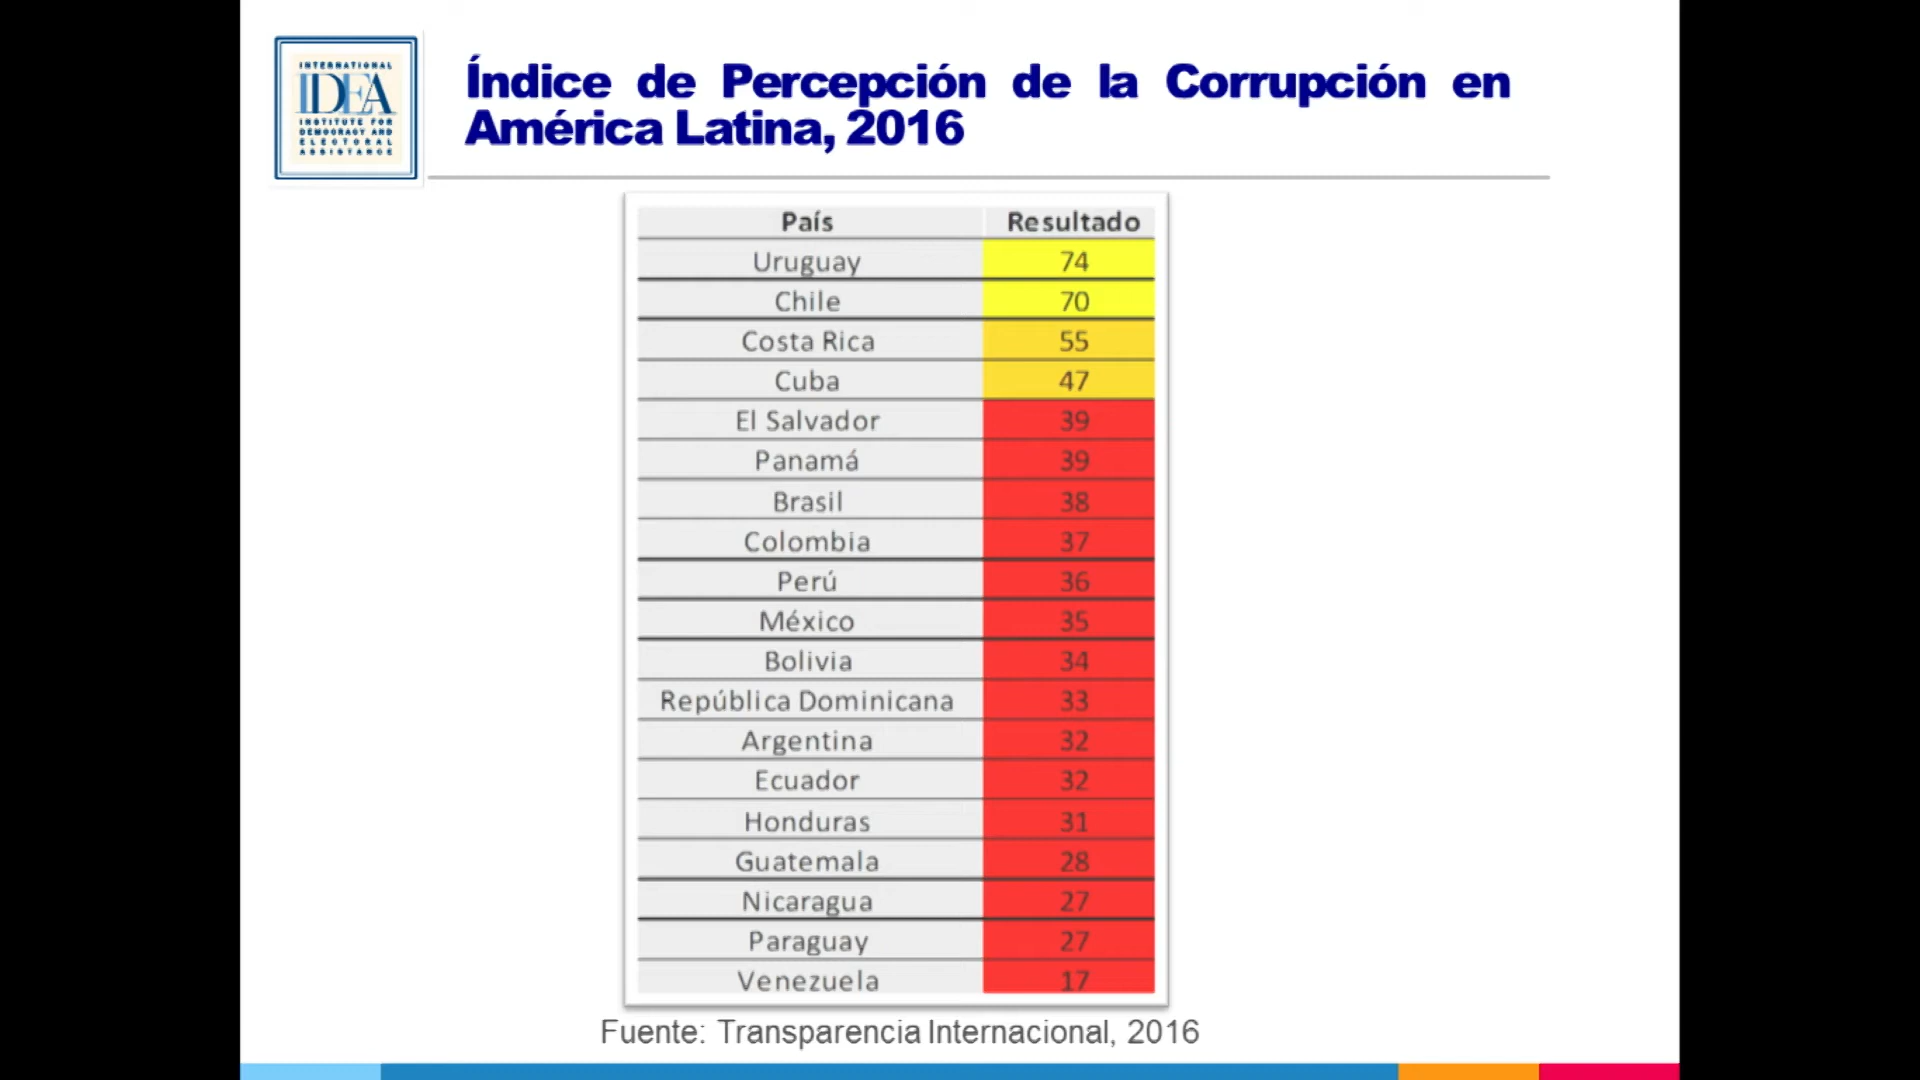 INTERNATIONAL
IDEA
INSTITUTE FOR
DEMOCRACY AND
ELECTORAL
ASSISTANCE
Índice de Percepción de la Corrupción en
América Latina, 2016
País Resultado
Uruguay 74
Chile 70
Costa Rica 55
Cuba 47
El Salvador 39
Panamá 39
Brasil 38
Colombia 37
Perú 36
México 35
Bolivia 34
República Dominicana 33
Argentina 32
Ecuador 32
Honduras 31
Guatemala 28
Nicaragua 27
Paraguay 27
Venezuela 17
Fuente: Transparencia Internacional, 2016